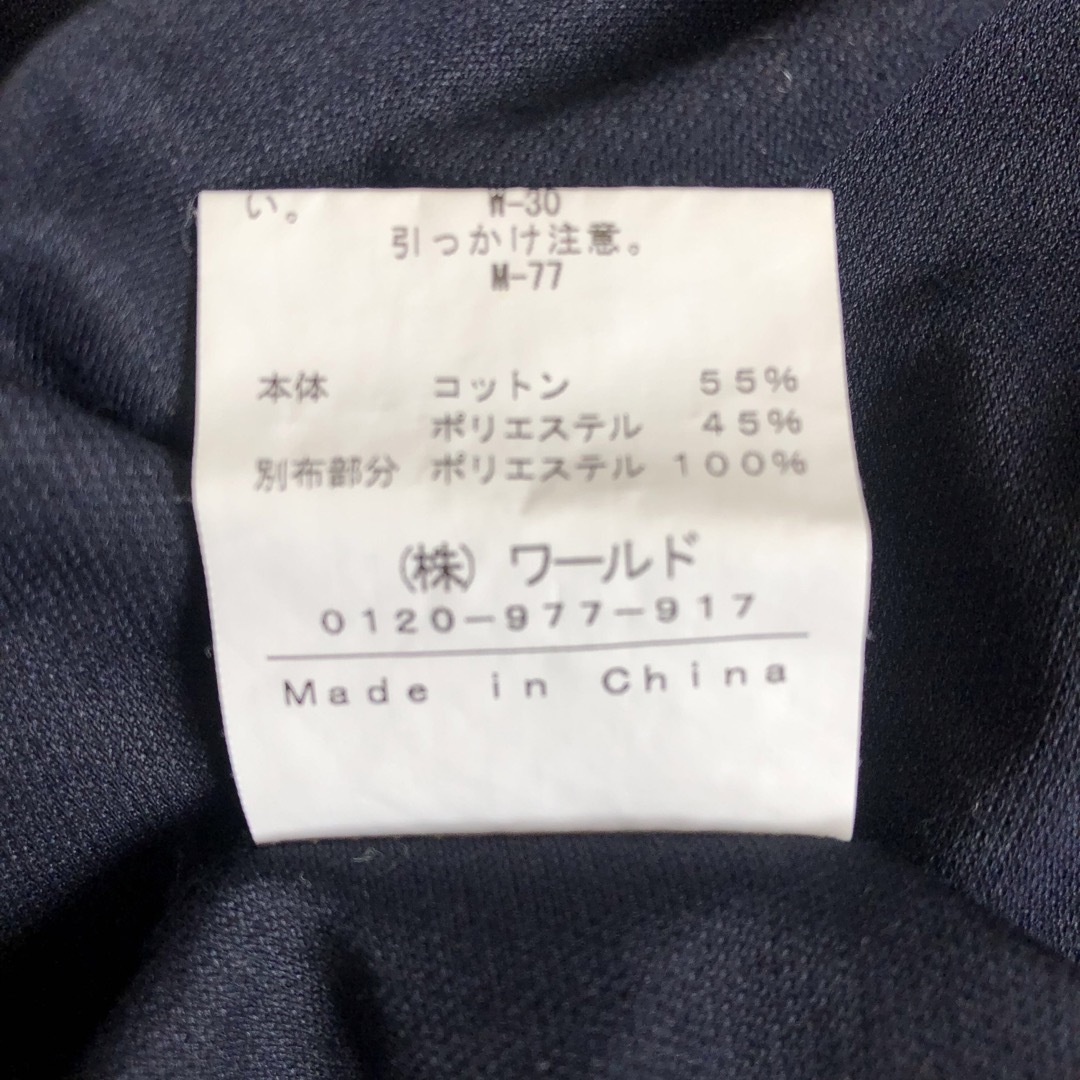 い。 W-30
引っかけ注意。
M-77
本体 コットン 55%
ポリエステル 45%
別布部分 ポリエステル 100%
(株) ワールド
0120-977-917
Made in China